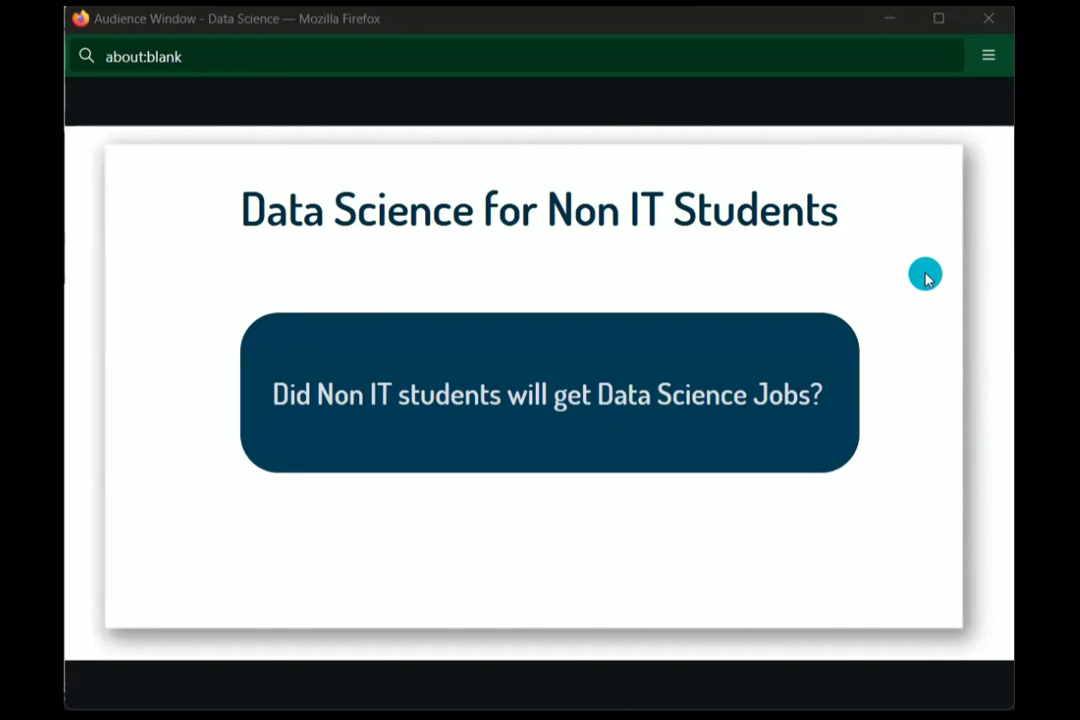 Audience Window - Data Science — Mozilla Firefox
about:blank
Data Science for Non IT Students
Did Non IT students will get Data Science Jobs?